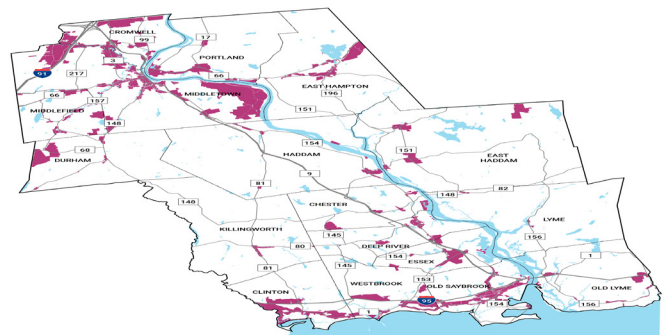 CROMWELL
99
17
3
PORTLAND
91
217
66
EAST HAMPTON
196
66
MIDDLETOWN
157
MIDDLEFIELD
151
148
154
151
68
DURHAM
HADDAM
EAST
HADDAM
9
81
82
148
148
CHESTER
LYME
KILLINGWORTH
145
156
DEEP RIVER
80
154
1
145
ESSEX
81
153
WESTBROOK
OLD SAYBROOK
OLD LYME
CLINTON
95
154
156
1